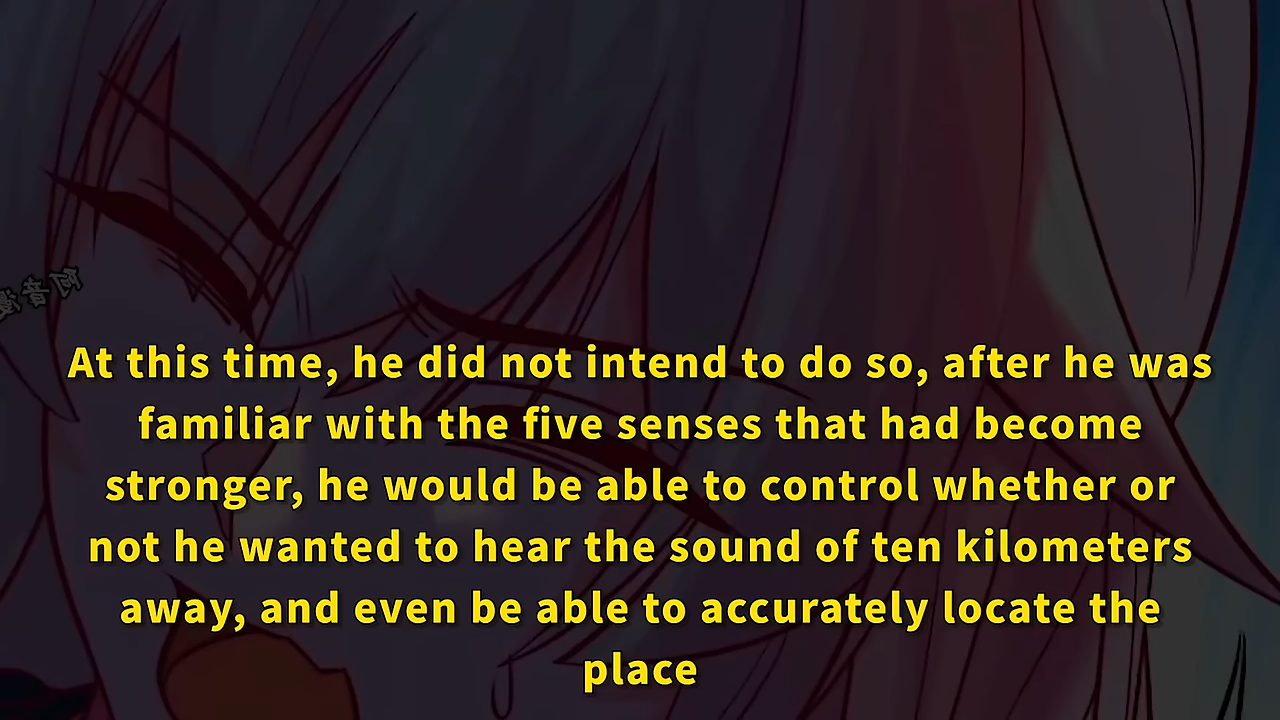 At this time, he did not intend to do so, after he was
familiar with the five senses that had become
stronger, he would be able to control whether or
not he wanted to hear the sound of ten kilometers
away, and even be able to accurately locate the
place